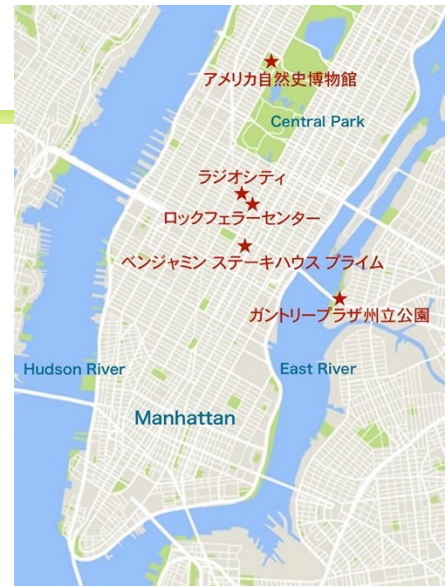 アメリカ自然史博物館
Central Park
ラジオシティ
ロックフェラーセンター
ベンジャミン ステーキハウス プライム
ガントリープラザ州立公園
Hudson River
East River
Manhattan